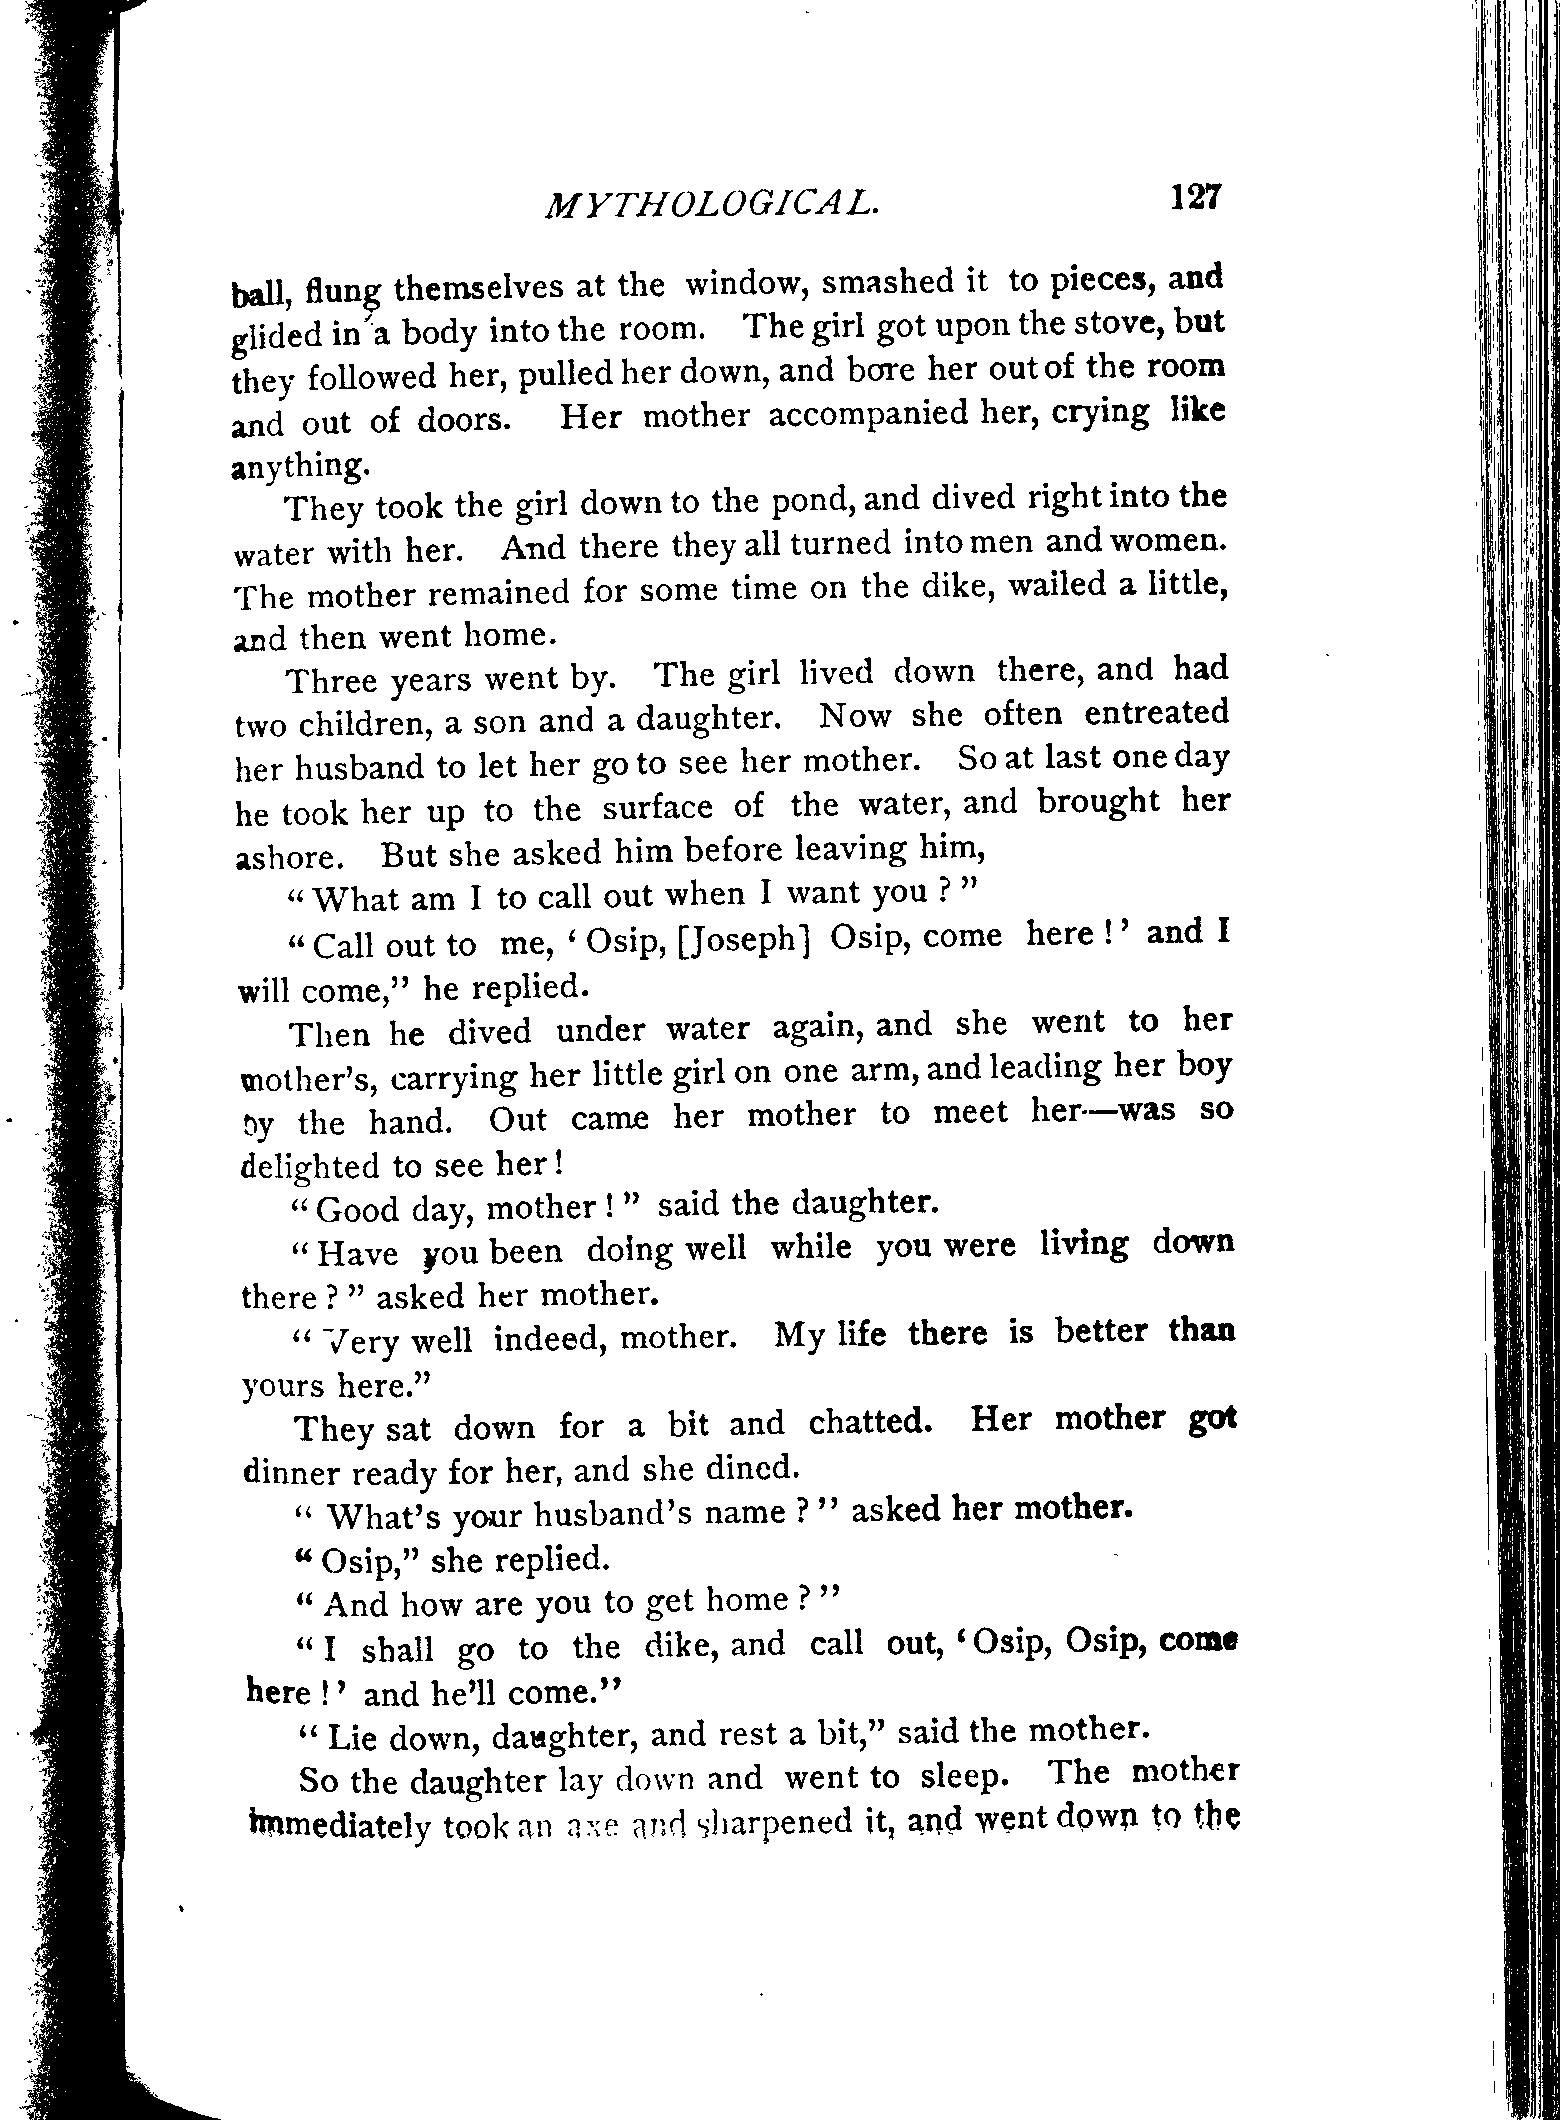 MYTHOLOGICAL. 127
ball, flung themselves at the window, smashed it to pieces, and
glided in a body into the room. The girl got upon the stove, but
they followed her, pulled her down, and bore her out of the room
and out of doors. Her mother accompanied her, crying like
anything.
They took the girl down to the pond, and dived right into the
water with her. And there they all turned into men and women.
The mother remained for some time on the dike, wailed a little,
and then went home.
Three years went by. The girl lived down there, and had
two children, a son and a daughter. Now she often entreated
her husband to let her go to see her mother. So at last one day
he took her up to the surface of the water, and brought her
ashore. But she asked him before leaving him,
"What am I to call out when I want you?"
"Call out to me, 'Osip, [Joseph] Osip, come here!' and I
will come," he replied.
Then he dived under water again, and she went to her
mother's, carrying her little girl on one arm, and leading her boy
by the hand. Out came her mother to meet her—was so
delighted to see her!
"Good day, mother!" said the daughter.
"Have you been doing well while you were living down
there?" asked her mother.
"Very well indeed, mother. My life there is better than
yours here."
They sat down for a bit and chatted. Her mother got
dinner ready for her, and she dined.
"What's your husband's name?" asked her mother.
"Osip," she replied.
"And how are you to get home?"
"I shall go to the dike, and call out, 'Osip, Osip, come
here!' and he'll come."
"Lie down, daughter, and rest a bit," said the mother.
So the daughter lay down and went to sleep. The mother
immediately took an axe and sharpened it, and went down to the